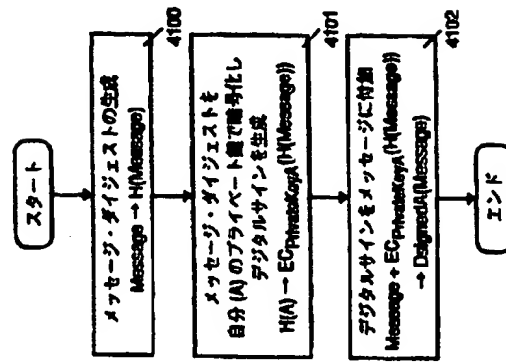 スタート
メッセージ・ダイジェストの生成
Message → H(Message)
4100
メッセージ・ダイジェストを
自分(A)のプライベート鍵で暗号化し
デジタルサインを生成
H(A) → EC_PrivateKeyA(H(Message))
4101
デジタルサインをメッセージに付加
Message + EC_PrivateKeyA(H(Message))
→ DsignedA(Message)
4102
エンド